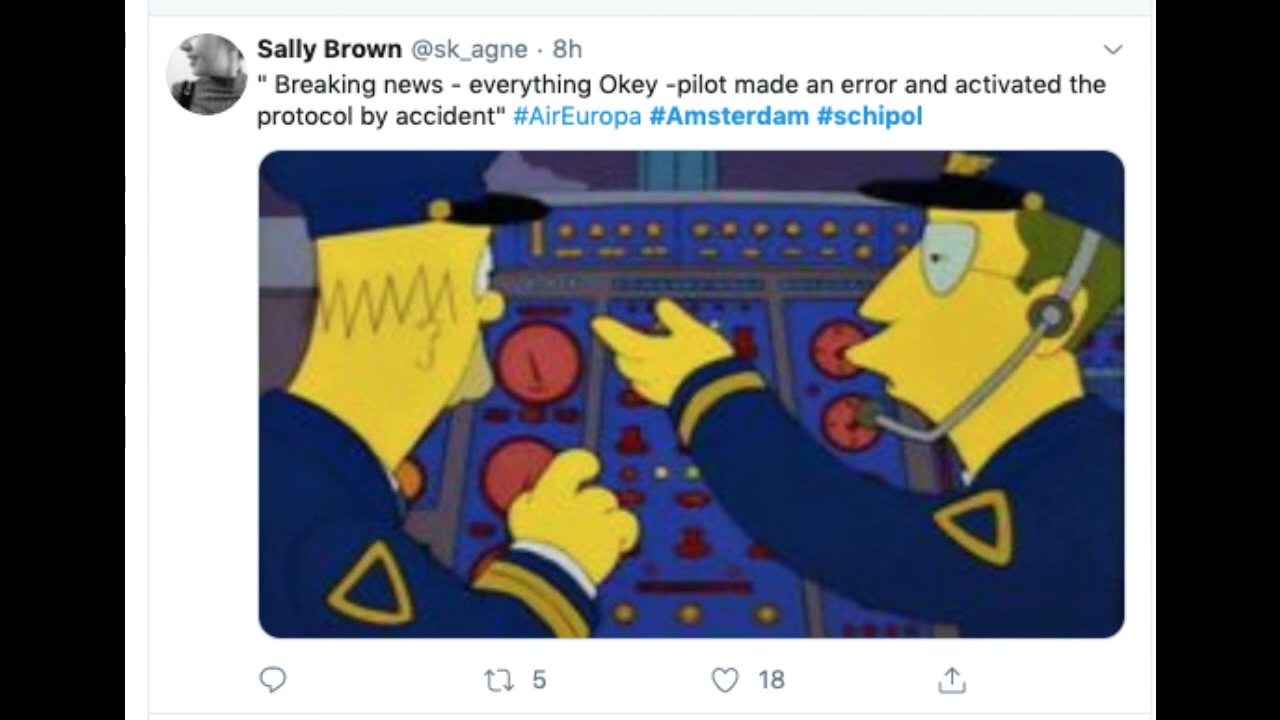 Sally Brown @sk_agne · 8h
" Breaking news - everything Okey -pilot made an error and activated the
protocol by accident" #AirEuropa #Amsterdam #schipol
5 18